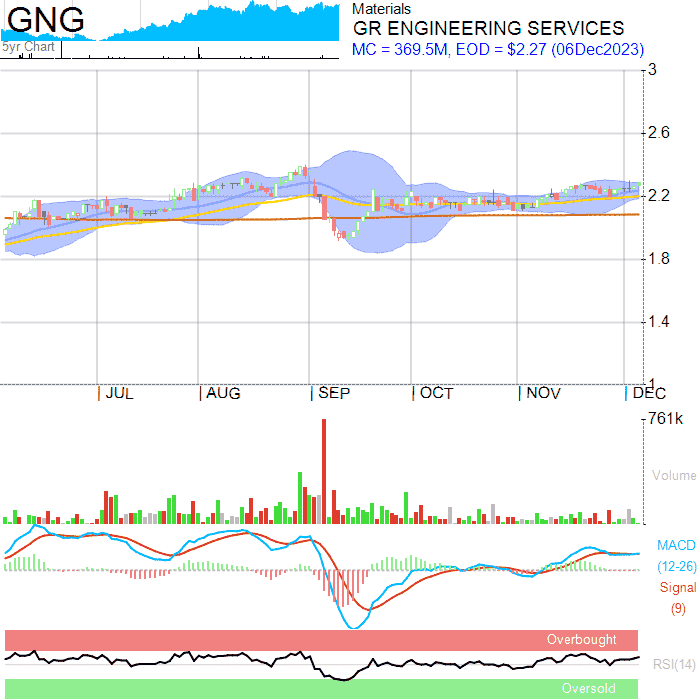 GNG
5yr Chart
Materials
GR ENGINEERING SERVICES
MC = 369.5M, EOD = $2.27 (06Dec2023)
3
2.6
2.2
1.8
1.4
1
JUL AUG SEP OCT NOV DEC
761k
Volume
MACD
(12-26)
Signal
(9)
Overbought
RSI(14)
Oversold